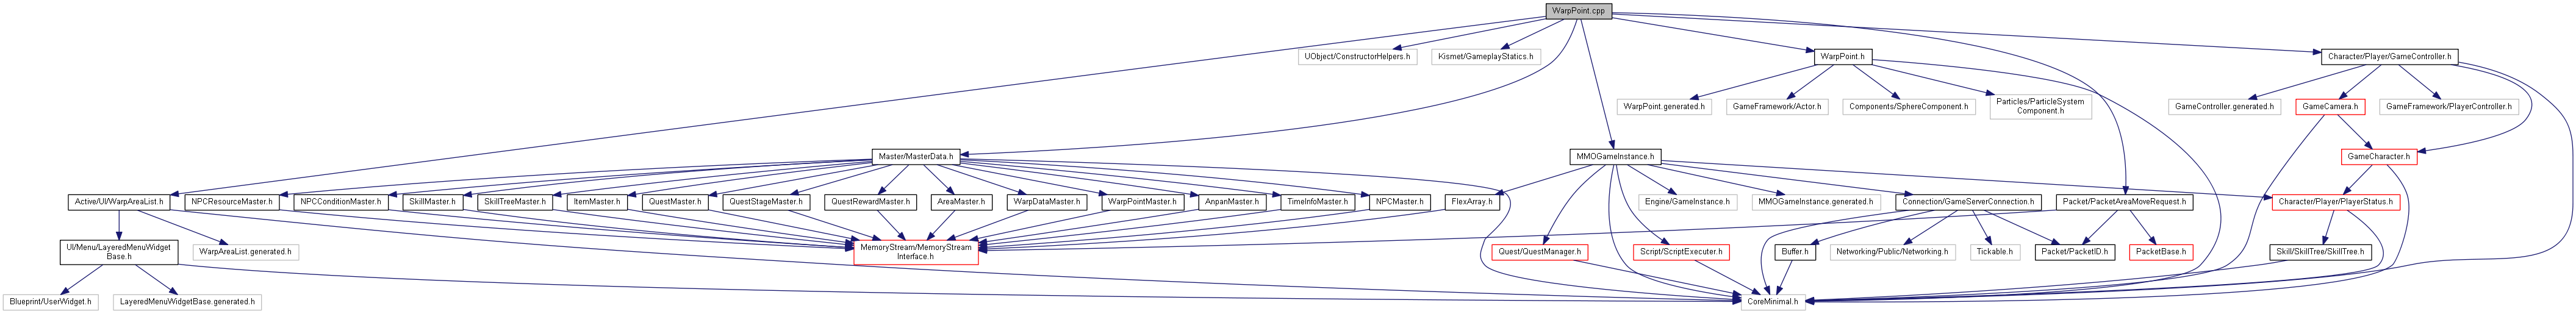 WarpPoint.cpp
UObject/ConstructorHelpers.h
Kismet/GameplayStatics.h
WarpPoint.h
Character/Player/GameController.h
WarpPoint.generated.h
GameFramework/Actor.h
Components/SphereComponent.h
Particles/ParticleSystem
Component.h
GameController.generated.h
GameCamera.h
GameFramework/PlayerController.h
Master/MasterData.h
MMOGameInstance.h
GameCharacter.h
Active/UI/WarpAreaList.h
NPCResourceMaster.h
NPCConditionMaster.h
SkillMaster.h
SkillTreeMaster.h
ItemMaster.h
QuestMaster.h
QuestStageMaster.h
QuestRewardMaster.h
AreaMaster.h
WarpDataMaster.h
WarpPointMaster.h
AnpanMaster.h
TimeInfoMaster.h
NPCMaster.h
FlexArray.h
Engine/GameInstance.h
MMOGameInstance.generated.h
Connection/GameServerConnection.h
Packet/PacketAreaMoveRequest.h
Character/Player/PlayerStatus.h
UI/Menu/LayeredMenuWidget
Base.h
WarpAreaList.generated.h
MemoryStream/MemoryStream
Interface.h
Quest/QuestManager.h
Script/ScriptExecuter.h
Buffer.h
Networking/Public/Networking.h
Tickable.h
Packet/PacketID.h
PacketBase.h
Skill/SkillTree/SkillTree.h
Blueprint/UserWidget.h
LayeredMenuWidgetBase.generated.h
CoreMinimal.h